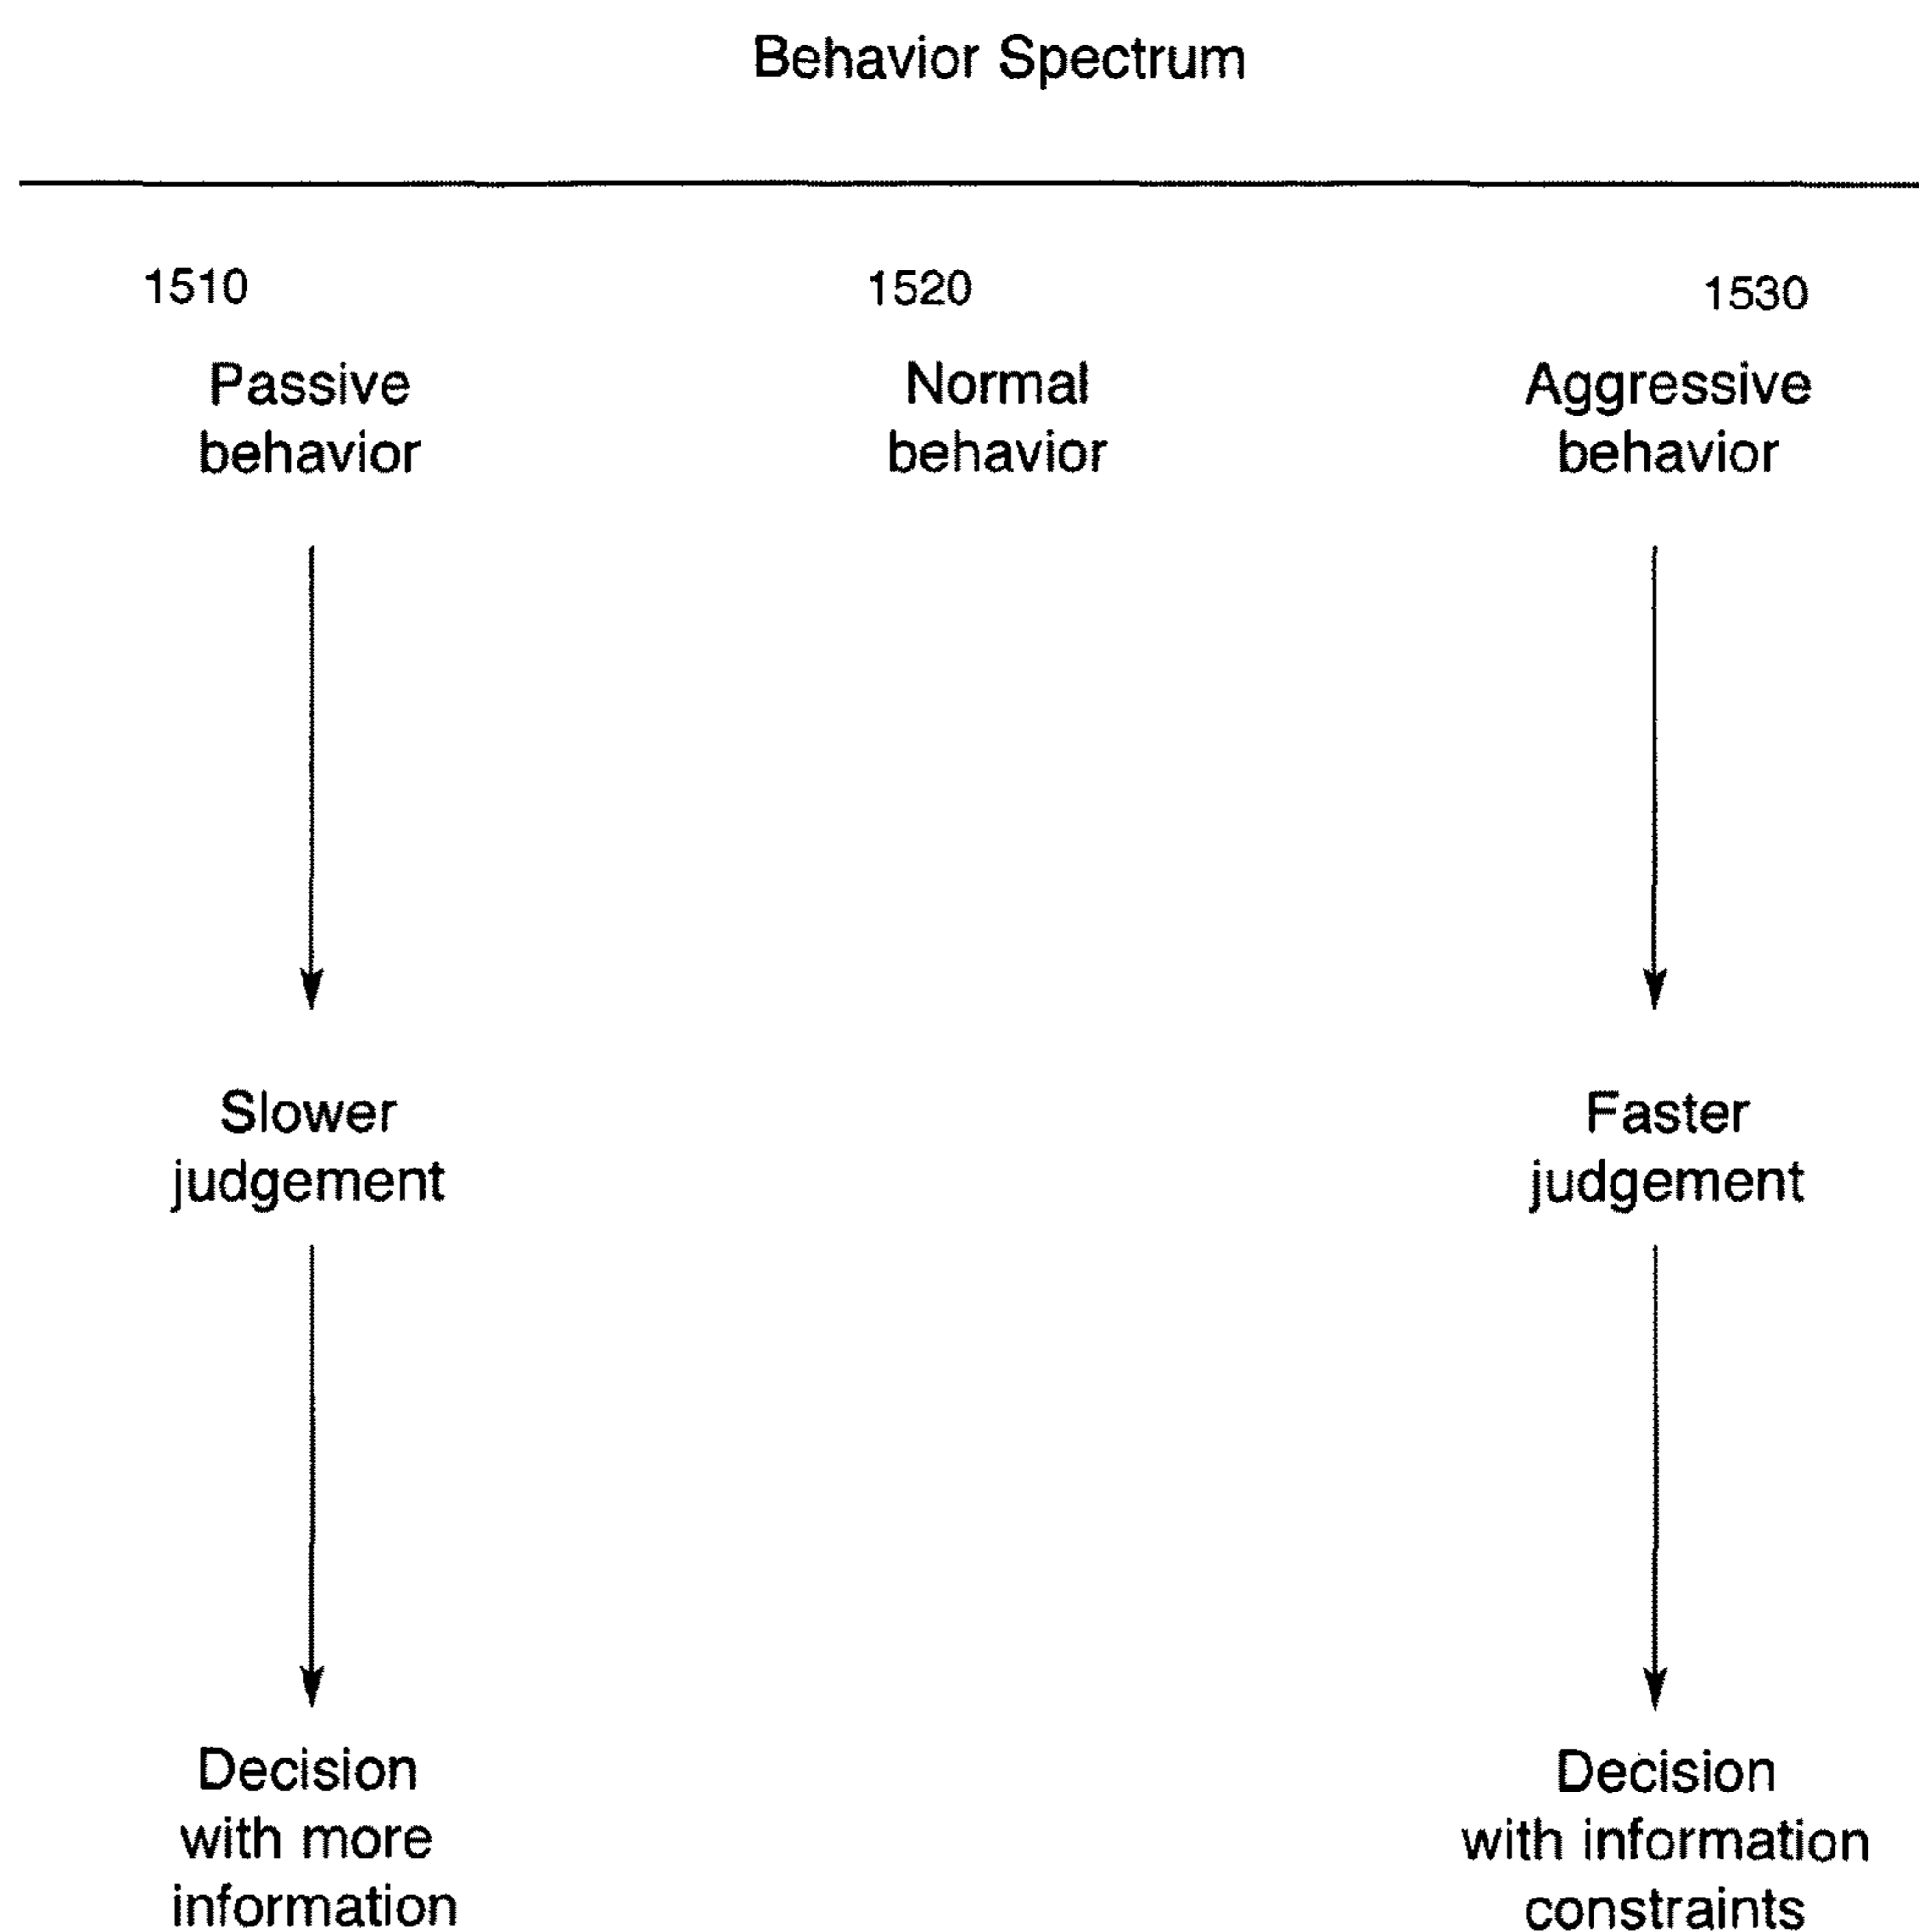 Behavior Spectrum
1510
1520
1530
Passive
behavior
Normal
behavior
Aggressive
behavior
Slower
judgement
Faster
judgement
Decision
with more
information
Decision
with information
constraints